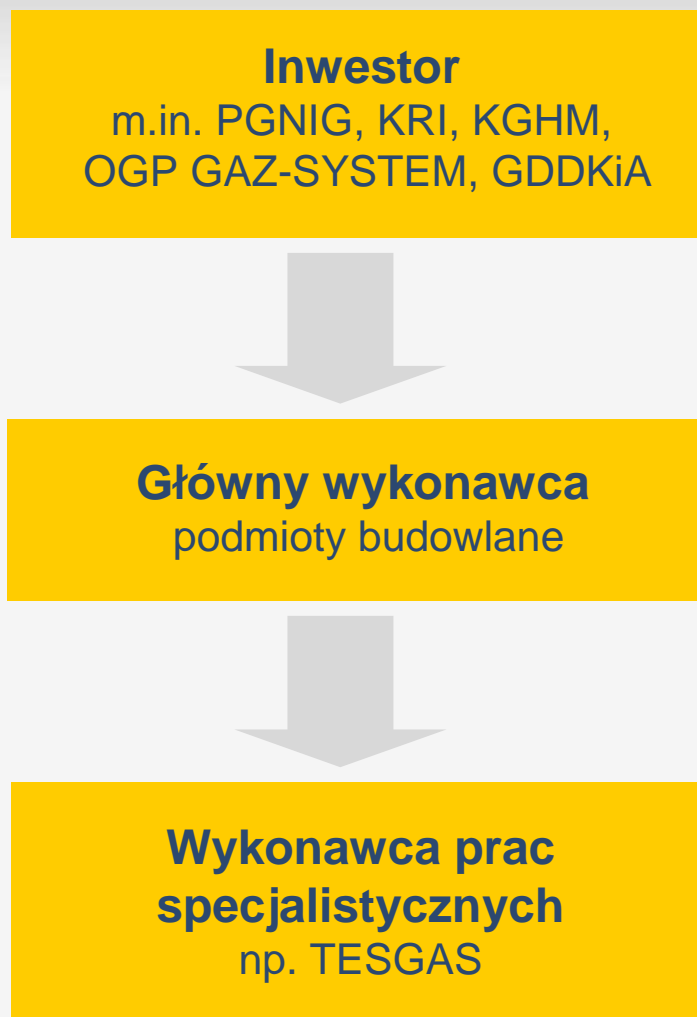 Inwestor
m.in. PGNIG, KRI, KGHM,
OGP GAZ-SYSTEM, GDDKiA
Główny wykonawca
podmioty budowlane
Wykonawca prac
specjalistycznych
np. TESGAS